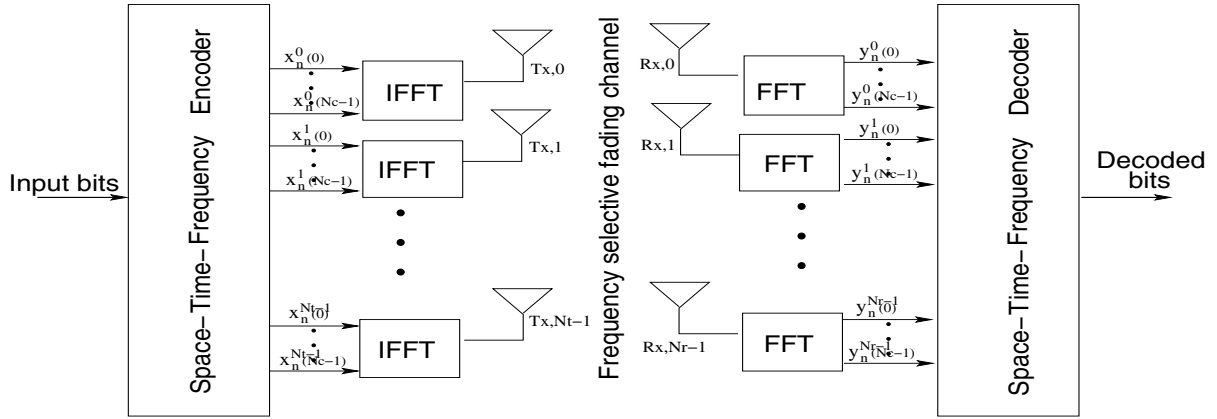 Input bits
Space-Time-Frequency Encoder
x_n^0(0)
x_n^0(Nc-1)
x_n^1(0)
x_n^1(Nc-1)
x_n^{Nt-1}(0)
x_n^{Nt-1}(Nc-1)
IFFT
IFFT
IFFT
Tx,0
Tx,1
Tx,Nt-1
Frequency selective fading channel
Rx,0
Rx,1
Rx,Nr-1
FFT
FFT
FFT
y_n^0(0)
y_n^0(Nc-1)
y_n^1(0)
y_n^1(Nc-1)
y_n^{Nr-1}(0)
y_n^{Nr-1}(Nc-1)
Space-Time-Frequency Decoder
Decoded
bits